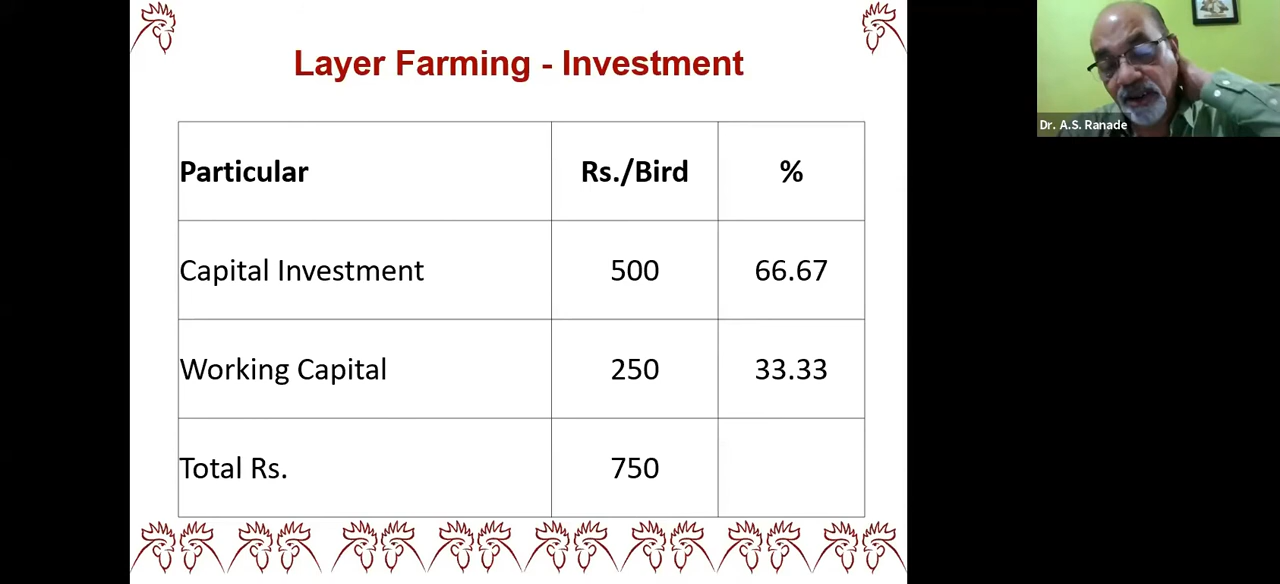 Layer Farming - Investment
Particular Rs./Bird %
Capital Investment 500 66.67
Working Capital 250 33.33
Total Rs. 750
Dr. A.S. Ranade